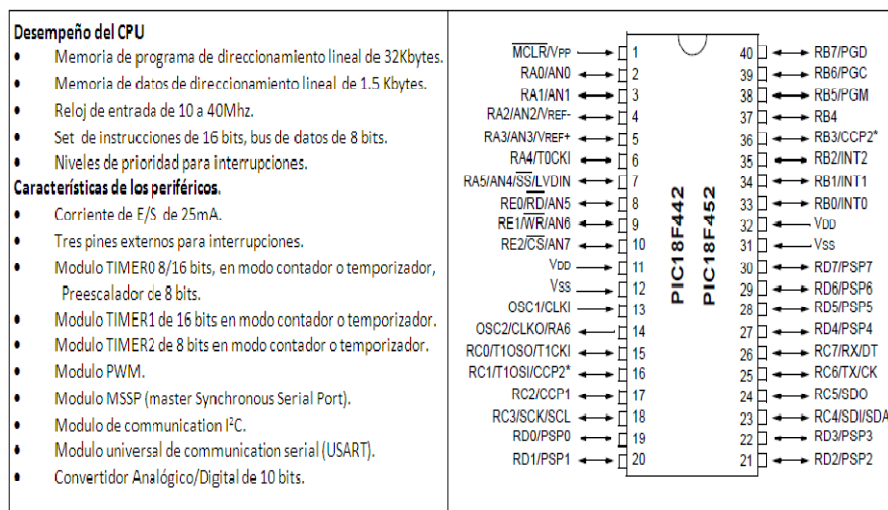 Desempeño del CPU
• Memoria de programa de direccionamiento lineal de 32Kbytes.
• Memoria de datos de direccionamiento lineal de 1.5 Kbytes.
• Reloj de entrada de 10 a 40Mhz.
• Set de instrucciones de 16 bits, bus de datos de 8 bits.
• Niveles de prioridad para interrupciones.
Características de los periféricos.
• Corriente de E/S de 25mA.
• Tres pines externos para interrupciones.
• Modulo TIMER0 8/16 bits, en modo contador o temporizador,
Preescalador de 8 bits.
• Modulo TIMER1 de 16 bits en modo contador o temporizador.
• Modulo TIMER2 de 8 bits en modo contador o temporizador.
• Modulo PWM.
• Modulo MSSP (master Synchronous Serial Port).
• Modulo de communication I²C.
• Modulo universal de communication serial (USART).
• Convertidor Analógico/Digital de 10 bits.
MCLR/VPP 1
RA0/AN0 2
RA1/AN1 3
RA2/AN2/VREF- 4
RA3/AN3/VREF+ 5
RA4/T0CKI 6
RA5/AN4/SS/LVDIN 7
RE0/RD/AN5 8
RE1/WR/AN6 9
RE2/CS/AN7 10
VDD 11
VSS 12
OSC1/CLKI 13
OSC2/CLKO/RA6 14
RC0/T1OSO/T1CKI 15
RC1/T1OSI/CCP2* 16
RC2/CCP1 17
RC3/SCK/SCL 18
RD0/PSP0 19
RD1/PSP1 20
PIC18F442
PIC18F452
40 RB7/PGD
39 RB6/PGC
38 RB5/PGM
37 RB4
36 RB3/CCP2*
35 RB2/INT2
34 RB1/INT1
33 RB0/INT0
32 VDD
31 VSS
30 RD7/PSP7
29 RD6/PSP6
28 RD5/PSP5
27 RD4/PSP4
26 RC7/RX/DT
25 RC6/TX/CK
24 RC5/SDO
23 RC4/SDI/SDA
22 RD3/PSP3
21 RD2/PSP2